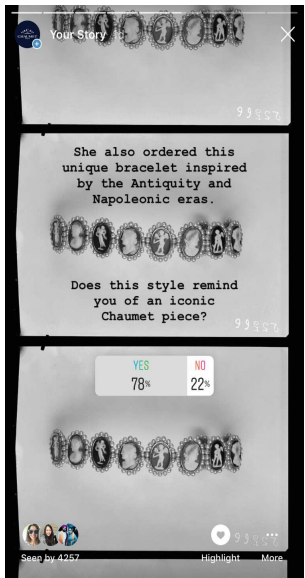 CHAUMET
Your Story
She also ordered this
unique bracelet inspired
by the Antiquity and
Napoleonic eras.
Does this style remind
you of an iconic
Chaumet piece?
YES
78%
NO
22%
Seen by 4257
Highlight
More